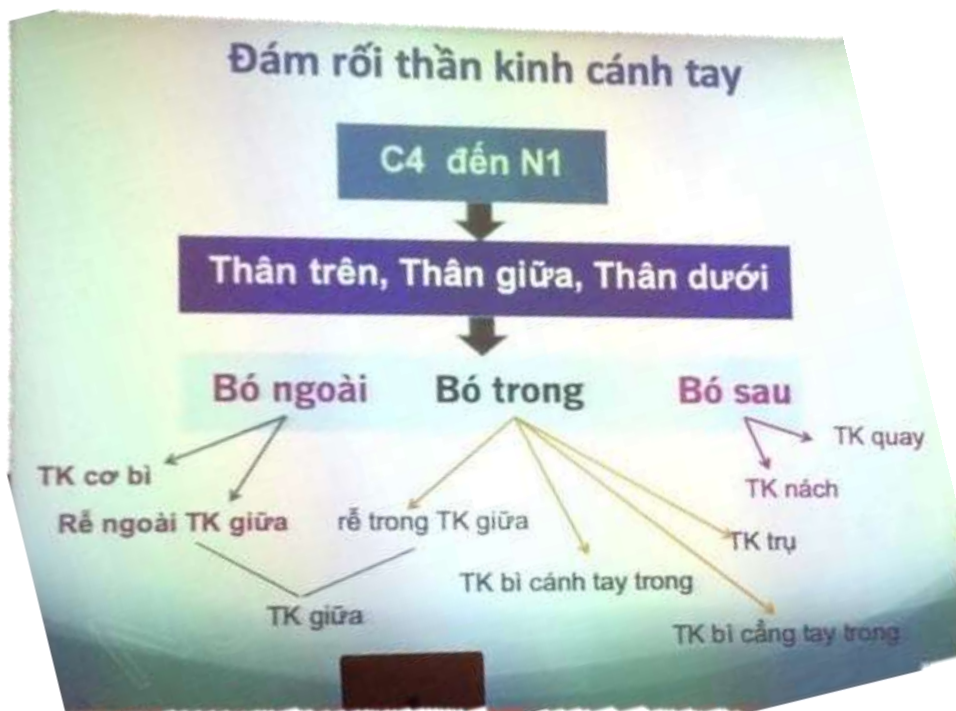 Đám rối thần kinh cánh tay
C4 đến N1
Thân trên, Thân giữa, Thân dưới
Bó ngoài
Bó trong
Bó sau
TK quay
TK cơ bì
TK nách
Rễ ngoài TK giữa
rễ trong TK giữa
TK trụ
TK bì cánh tay trong
TK giữa
TK bì cẳng tay trong